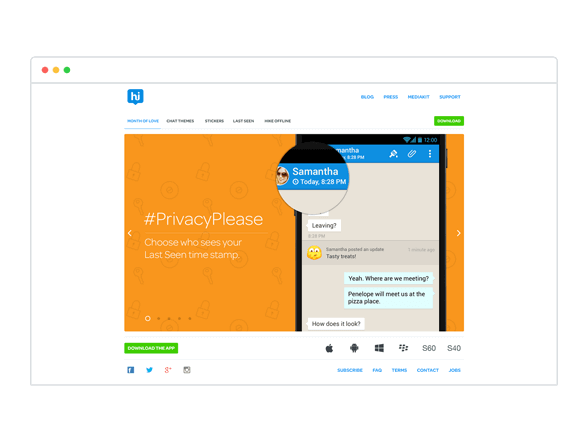 hi
BLOG PRESS MEDIAKIT SUPPORT
MONTH OF LOVE CHAT THEMES STICKERS LAST SEEN HIKE OFFLINE DOWNLOAD
#PrivacyPlease
Choose who sees your
Last Seen time stamp.
12:00
mantha
8:28 PM
Samantha
Today, 8:28 PM
Leaving?
8:28 PM
Samantha posted an update 1 minute ago
Tasty treats!
Yeah. Where are we meeting?
Penelope will meet us at the
pizza place.
How does it look?
DOWNLOAD THE APP S60 S40
SUBSCRIBE FAQ TERMS CONTACT JOBS